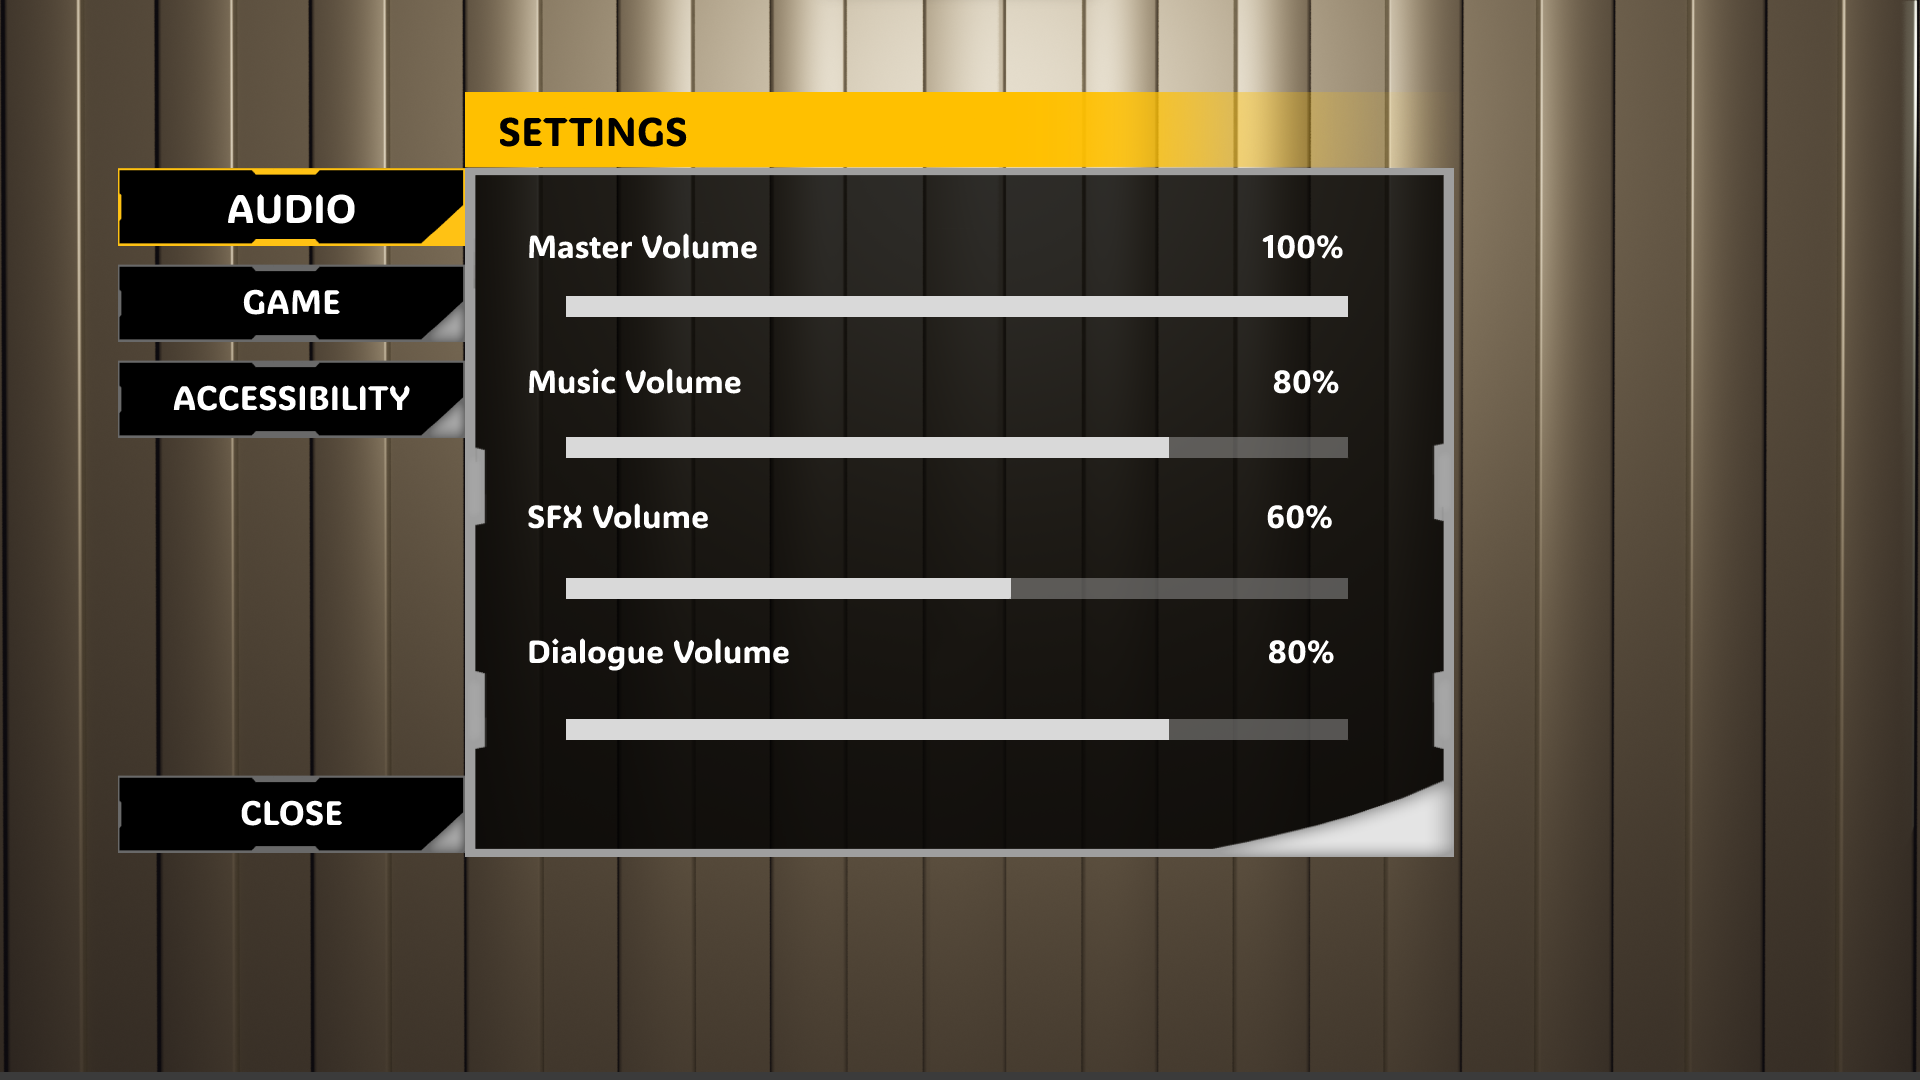 SETTINGS
AUDIO
GAME
ACCESSIBILITY
CLOSE
Master Volume 100%
Music Volume 80%
SFX Volume 60%
Dialogue Volume 80%